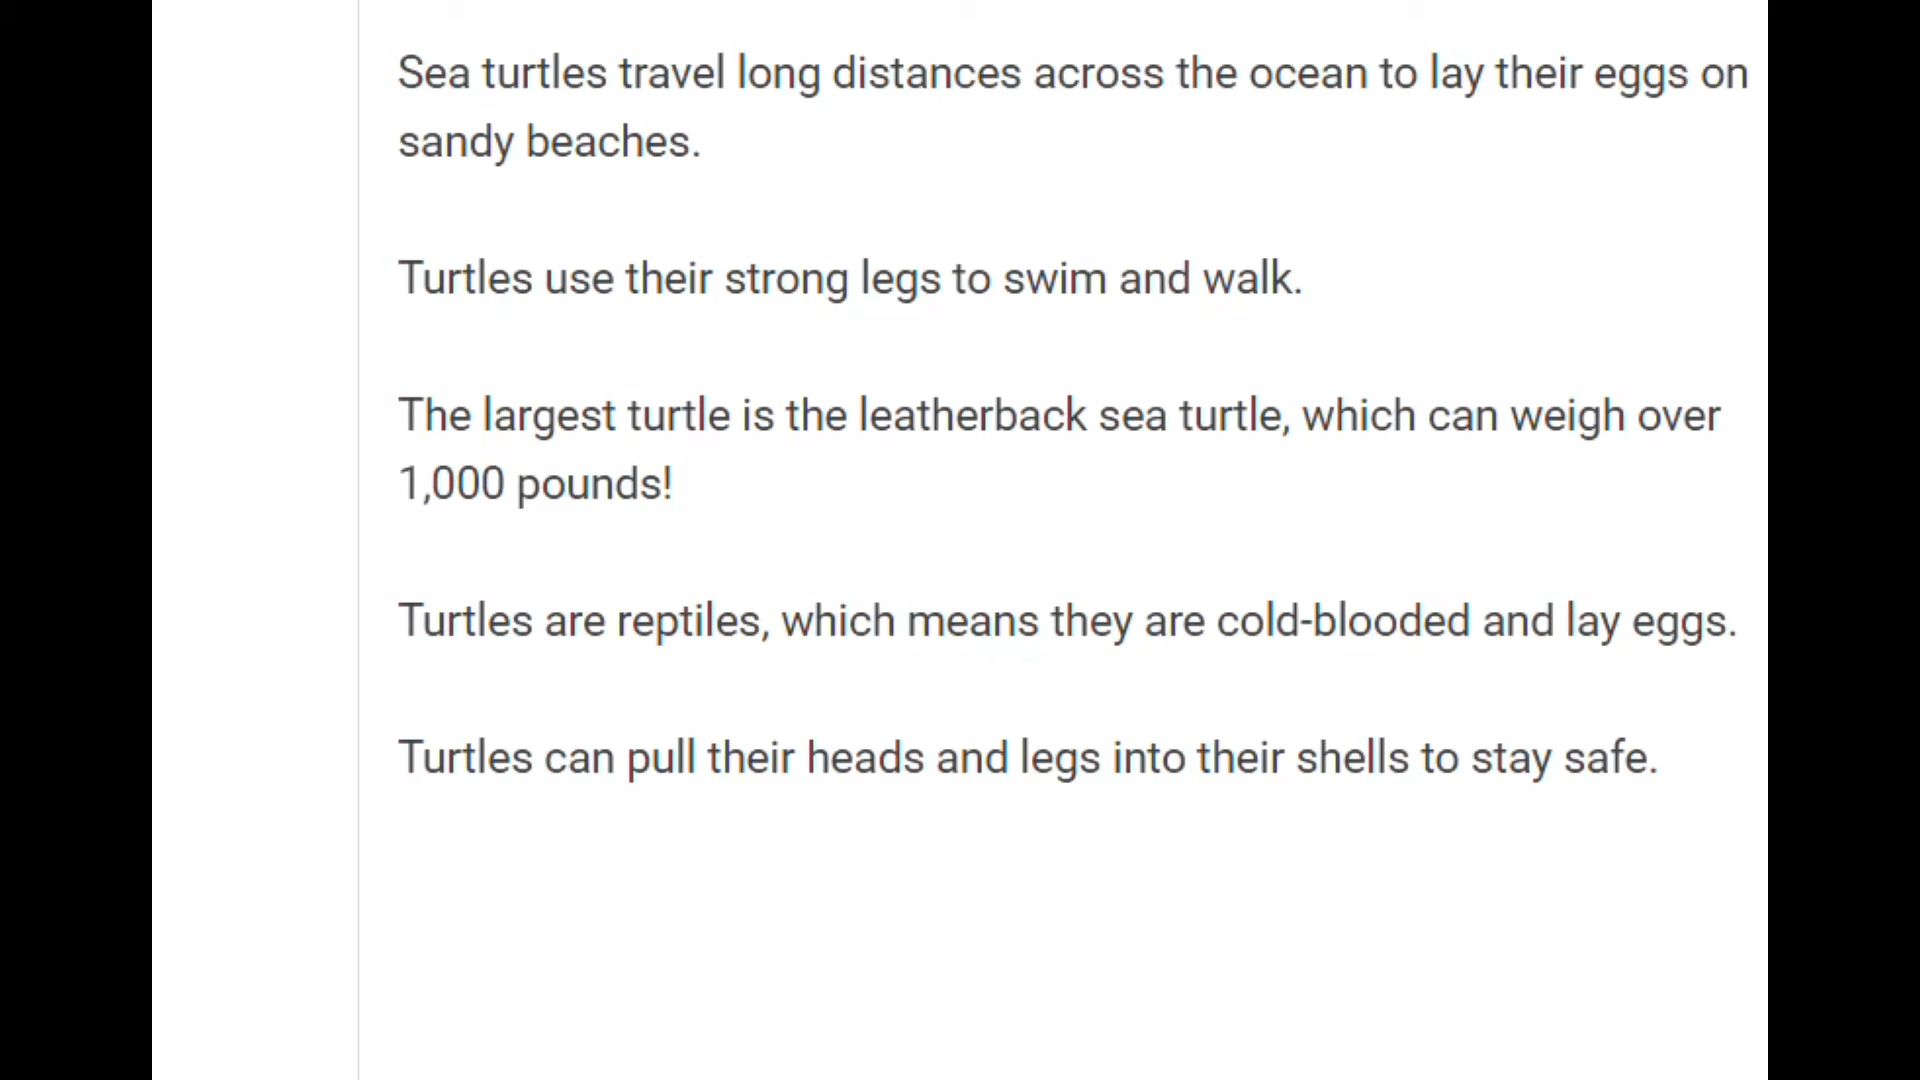 Sea turtles travel long distances across the ocean to lay their eggs on
sandy beaches.
Turtles use their strong legs to swim and walk.
The largest turtle is the leatherback sea turtle, which can weigh over
1,000 pounds!
Turtles are reptiles, which means they are cold-blooded and lay eggs.
Turtles can pull their heads and legs into their shells to stay safe.